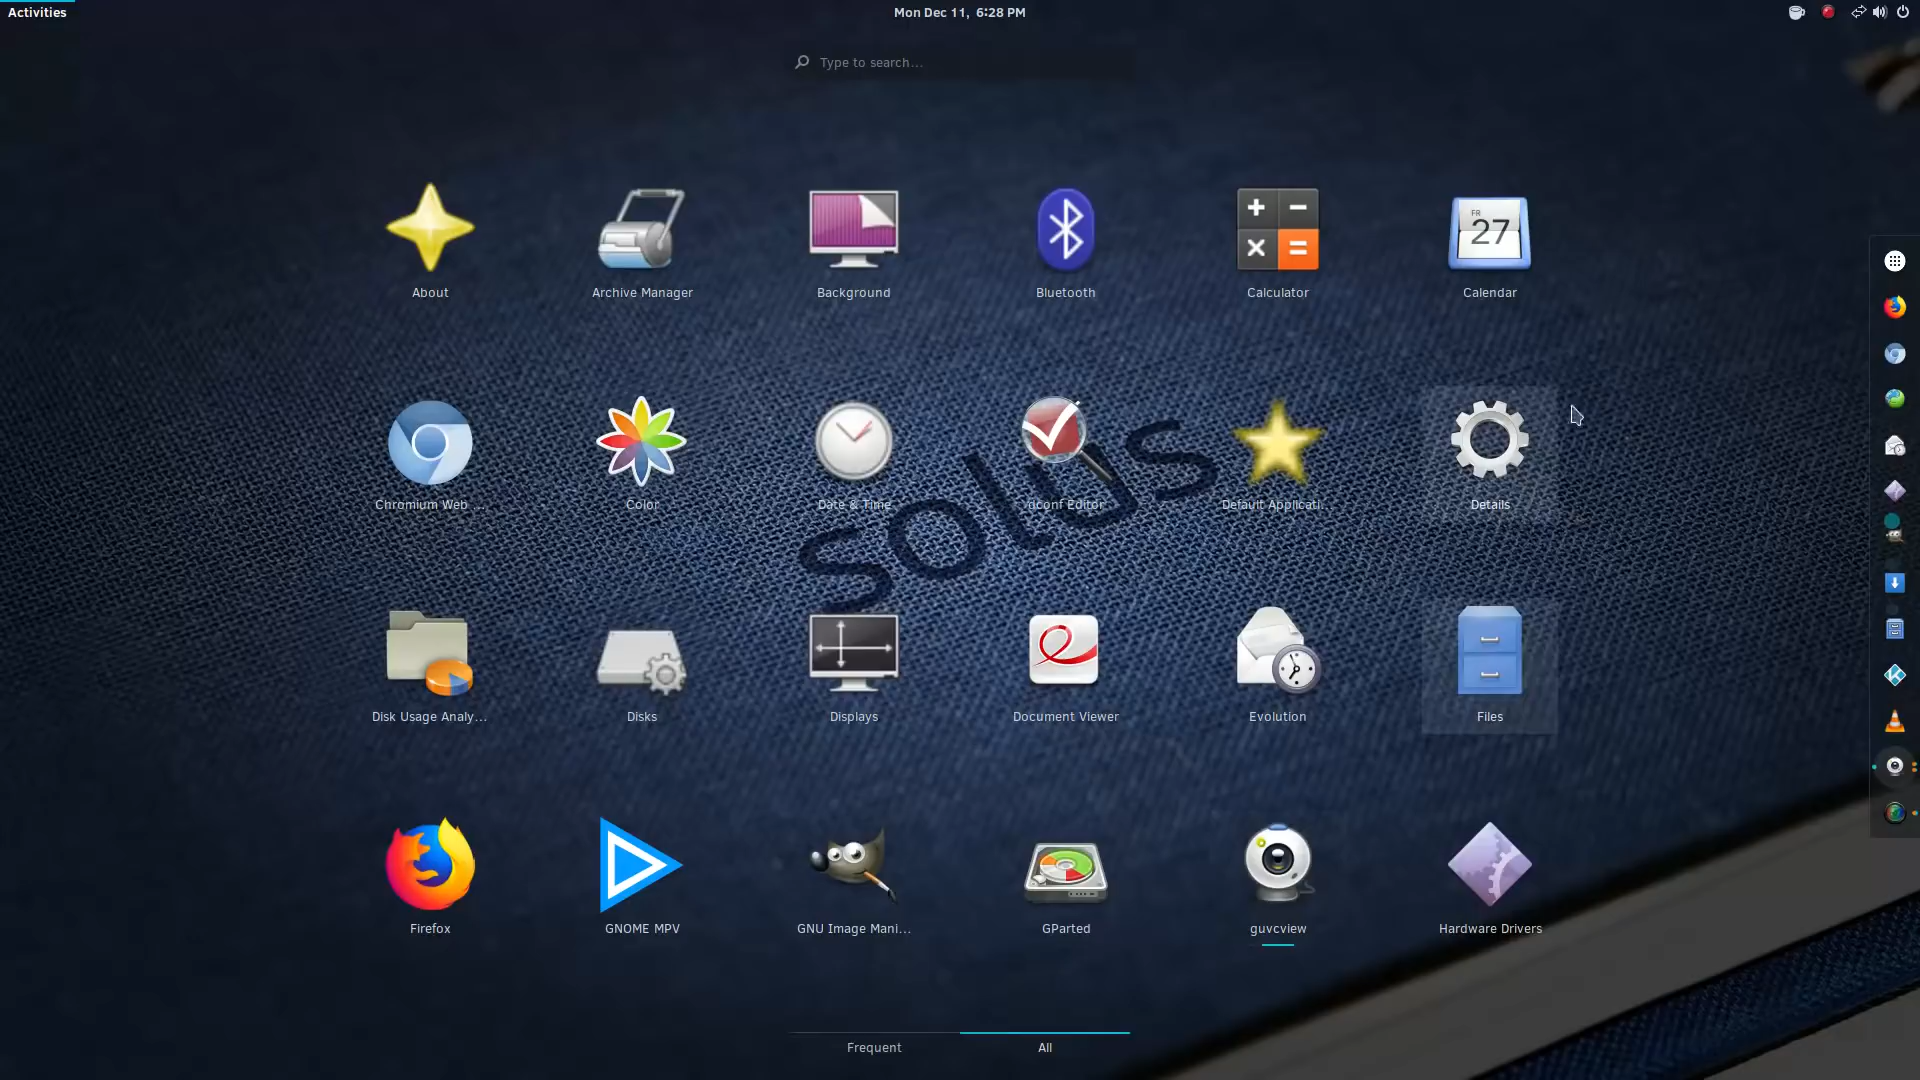 Activities
Mon Dec 11, 6:28 PM
Type to search...
About
Archive Manager
Background
Bluetooth
Calculator
FR
27
Calendar
Chromium Web ...
Color
Date & Time
dconf Editor
Default Applicati...
Details
solus
Disk Usage Analy...
Disks
Displays
Document Viewer
Evolution
Files
Firefox
GNOME MPV
GNU Image Mani...
GParted
guvcview
Hardware Drivers
Frequent
All